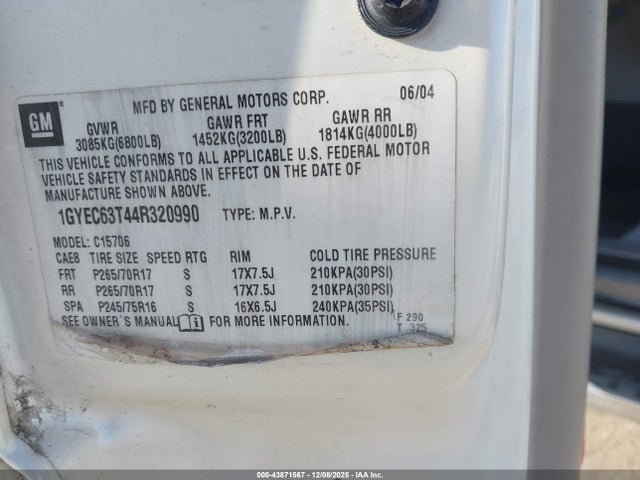 MFD BY GENERAL MOTORS CORP. 06/04
GM
GVWR GAWR FRT GAWR RR
3085KG(6800LB) 1452KG(3200LB) 1814KG(4000LB)
THIS VEHICLE CONFORMS TO ALL APPLICABLE U.S. FEDERAL MOTOR
VEHICLE SAFETY STANDARDS IN EFFECT ON THE DATE OF
MANUFACTURE SHOWN ABOVE.
1GYEC63T44R320990 TYPE: M.P.V.
MODEL: C15706
CAE8 TIRE SIZE SPEED RTG RIM COLD TIRE PRESSURE
FRT P265/70R17 S 17X7.5J 210KPA(30PSI)
RR P265/70R17 S 17X7.5J 210KPA(30PSI)
SPA P245/75R16 S 16X6.5J 240KPA(35PSI)
SEE OWNER'S MANUAL FOR MORE INFORMATION.
F 290
T 325
000-43871567 - 12/08/2025 - IAA Inc.